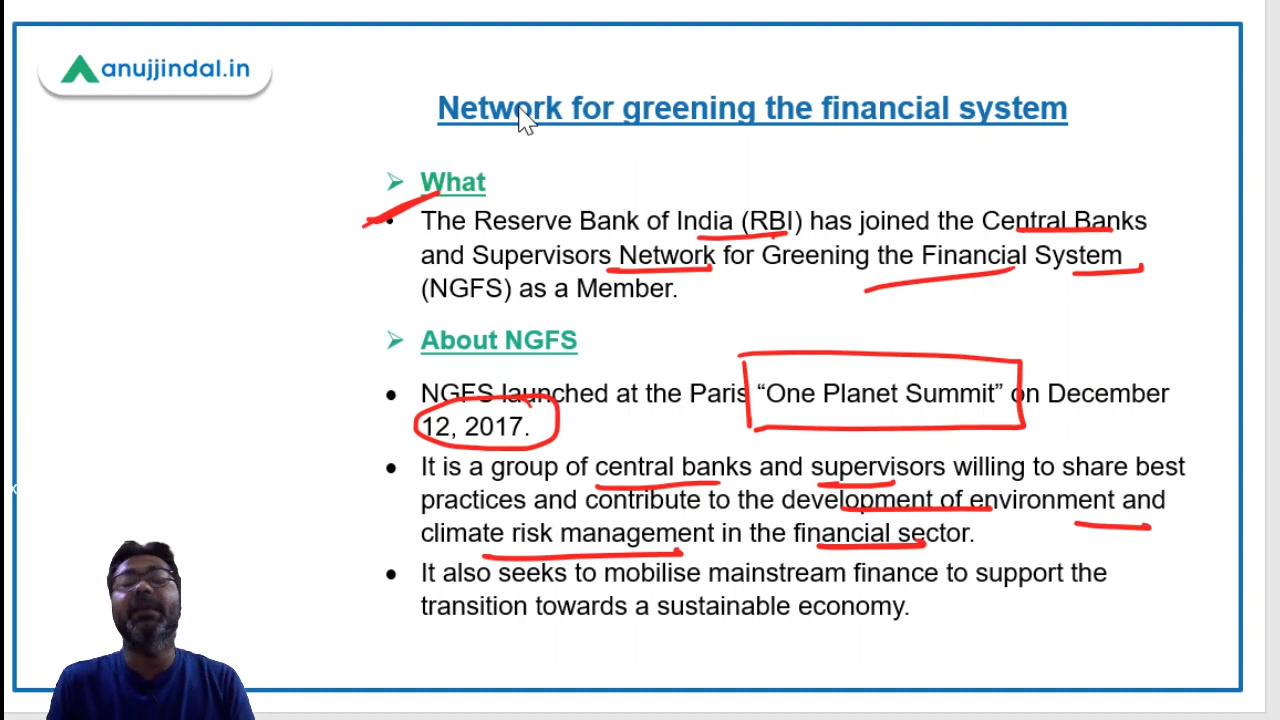 anujjindal.in
Network for greening the financial system
What
The Reserve Bank of India (RBI) has joined the Central Banks
and Supervisors Network for Greening the Financial System
(NGFS) as a Member.
About NGFS
NGFS launched at the Paris “One Planet Summit” on December
12, 2017.
It is a group of central banks and supervisors willing to share best
practices and contribute to the development of environment and
climate risk management in the financial sector.
It also seeks to mobilise mainstream finance to support the
transition towards a sustainable economy.